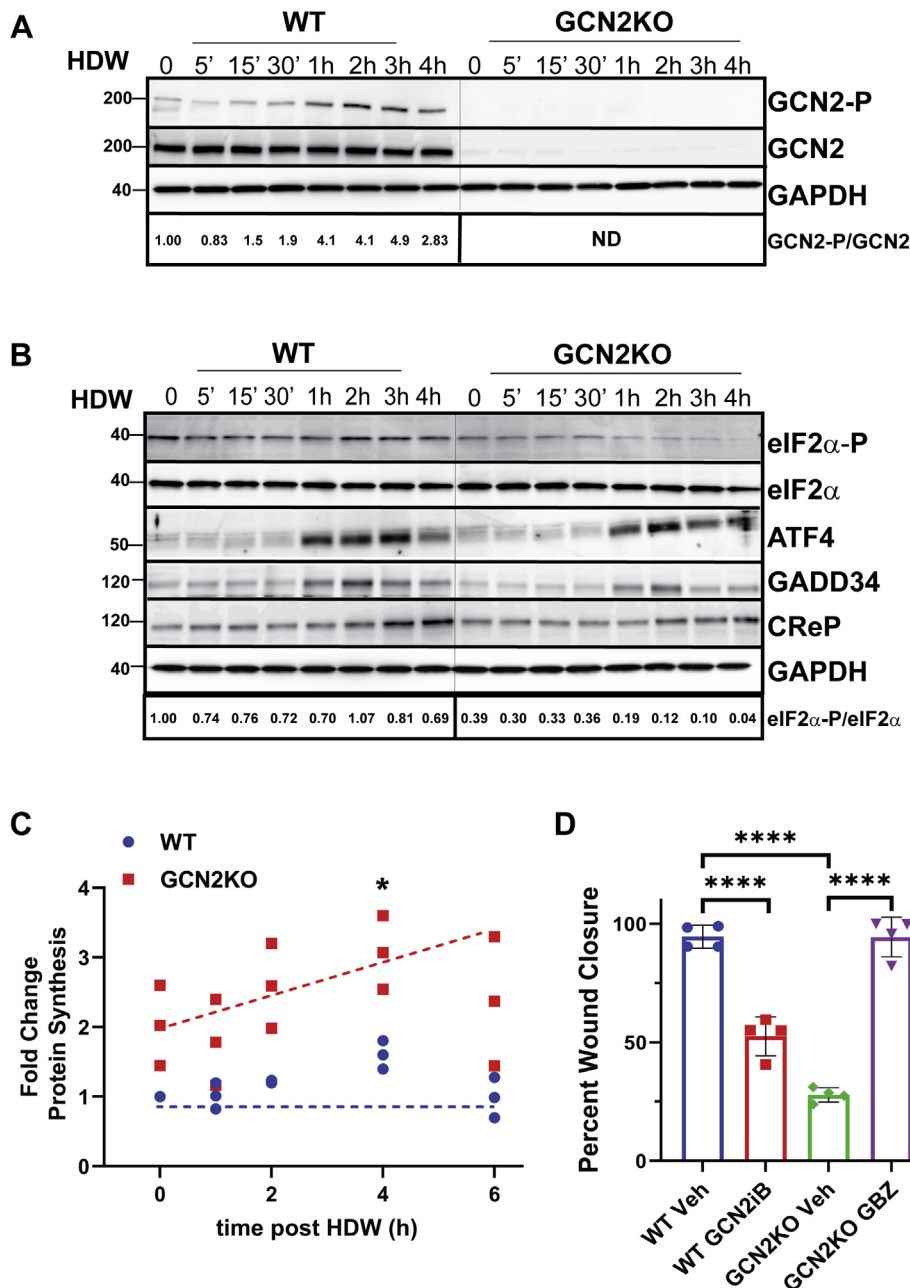 A
WT GCN2KO
HDW 0 5’ 15’ 30’ 1h 2h 3h 4h 0 5’ 15’ 30’ 1h 2h 3h 4h
200 GCN2-P
200 GCN2
40 GAPDH
1.00 0.83 1.5 1.9 4.1 4.1 4.9 2.83 ND GCN2-P/GCN2
B
WT GCN2KO
HDW 0 5’ 15’ 30’ 1h 2h 3h 4h 0 5’ 15’ 30’ 1h 2h 3h 4h
40 eIF2α-P
40 eIF2α
50 ATF4
120 GADD34
120 CReP
40 GAPDH
1.00 0.74 0.76 0.72 0.70 1.07 0.81 0.69 0.39 0.30 0.33 0.36 0.19 0.12 0.10 0.04 eIF2α-P/eIF2α
C
WT
GCN2KO
*
Fold Change
Protein Synthesis
4
3
2
1
0
0 2 4 6
time post HDW (h)
D
****
**** ****
Percent Wound Closure
100
50
0
WT Veh
WT GCN2iB
GCN2KO Veh
GCN2KO GBZ